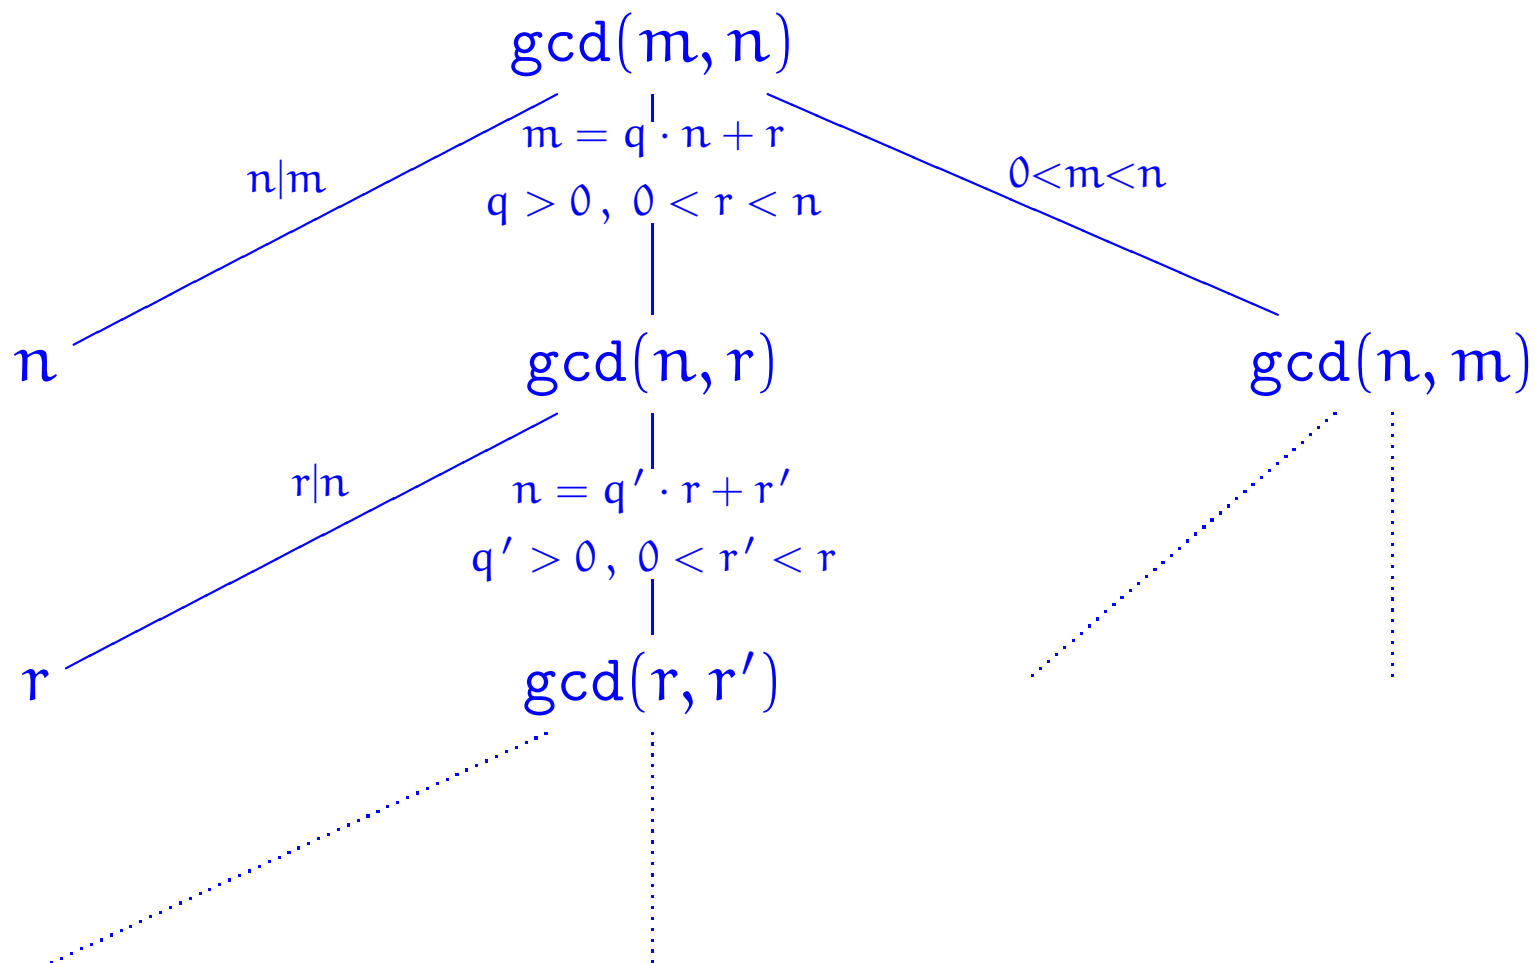 gcd(m, n)
m = q · n + r
n|m
0<m<n
q > 0 , 0 < r < n
n
gcd(n, r)
gcd(n, m)
r|n
n = q′ · r + r′
q′ > 0 , 0 < r′ < r
r
gcd(r, r′)